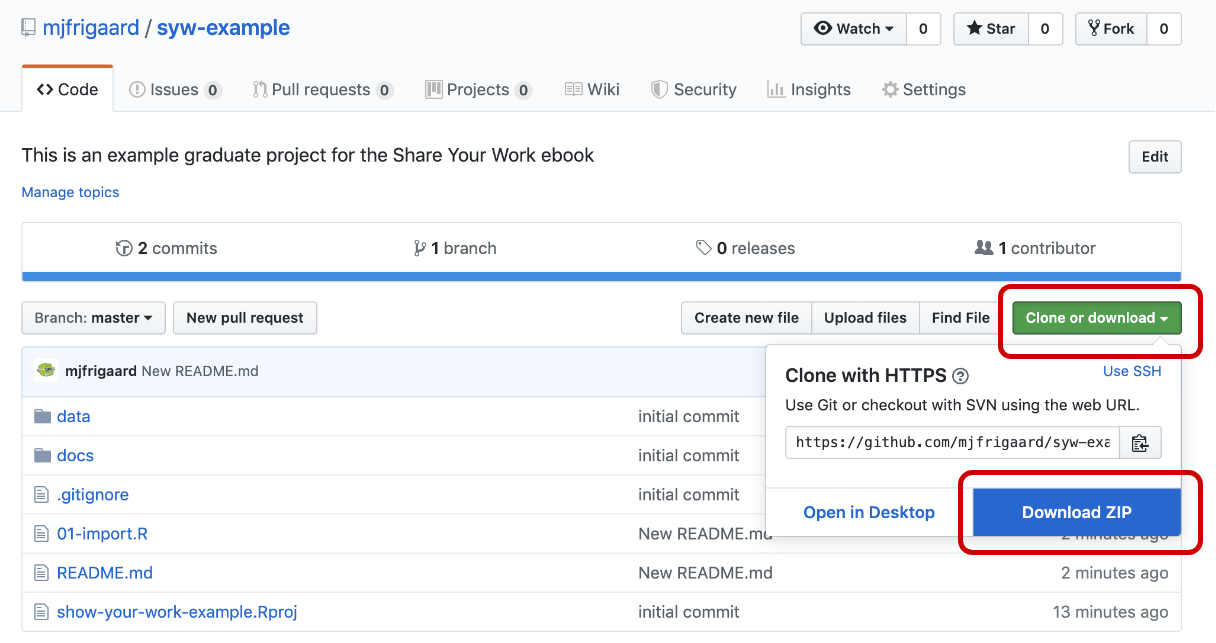 mjfrigaard / syw-example
Watch 0 Star 0 Fork 0
Code Issues 0 Pull requests 0 Projects 0 Wiki Security Insights Settings
This is an example graduate project for the Share Your Work ebook
Edit
Manage topics
2 commits 1 branch 0 releases 1 contributor
Branch: master New pull request Create new file Upload files Find File Clone or download
mjfrigaard New README.md
Clone with HTTPS ? Use SSH
Use Git or checkout with SVN using the web URL.
https://github.com/mjfrigaard/syw-exa
Open in Desktop Download ZIP
data initial commit
docs initial commit
.gitignore initial commit
01-import.R New README.md 2 minutes ago
README.md New README.md 2 minutes ago
show-your-work-example.Rproj initial commit 13 minutes ago